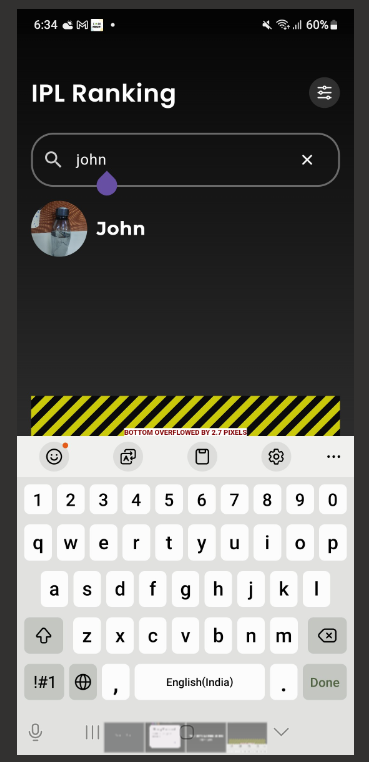 6:34
60%
IPL Ranking
john
John
BOTTOM OVERFLOWED BY 2.7 PIXELS
1 2 3 4 5 6 7 8 9 0
q w e r t y u i o p
a s d f g h j k l
z x c v b n m
!#1 , English(India) . Done